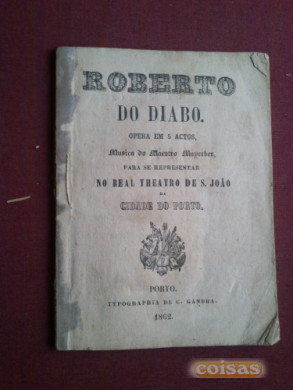 ROBERTO
DO DIABO.
OPERA EM 5 ACTOS,
Musica do Maestro Mayerber,
PARA SE REPRESENTAR
NO REAL THEATRO DE S. JOÃO
DA
CIDADE DO PORTO.
PORTO.
TYPOGRAPHIA DE C. GANDRA.
1862.
coisas